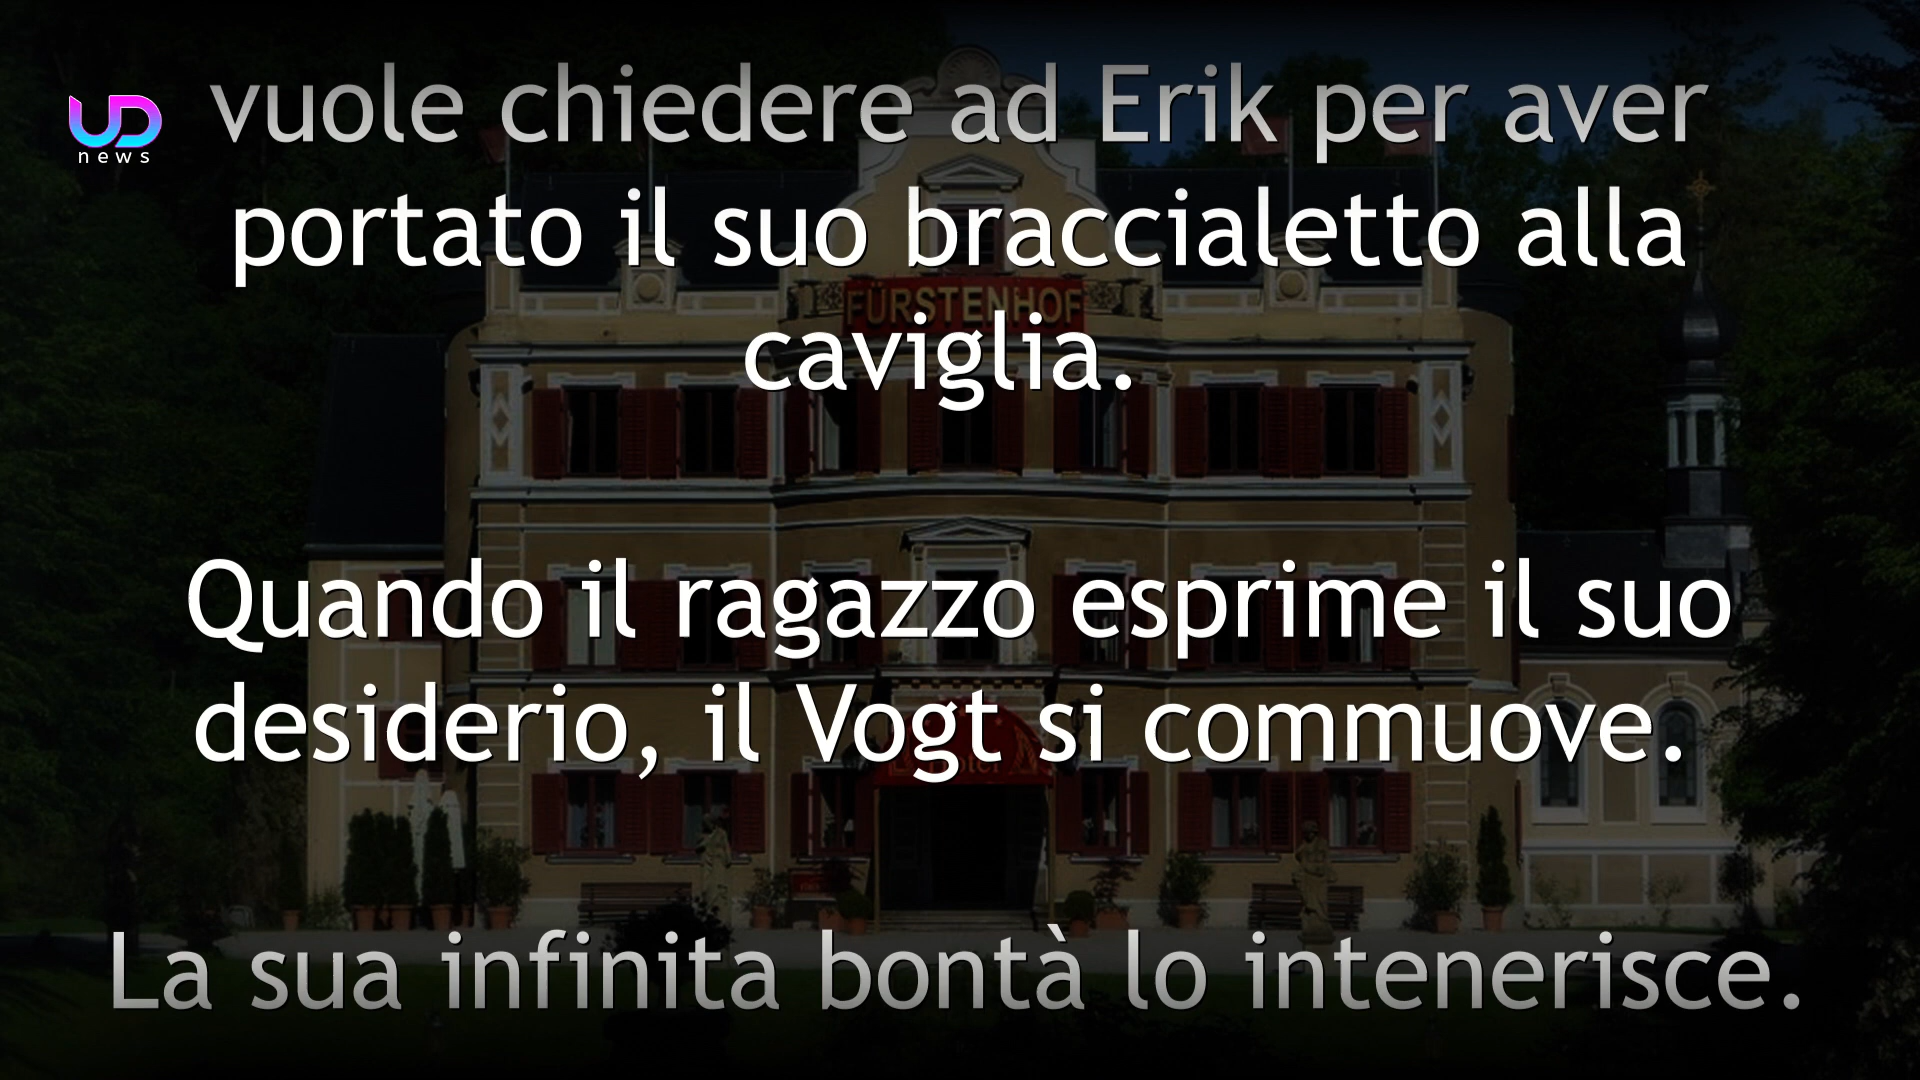 vuole chiedere ad Erik per aver
UD
news
portato il suo braccialetto alla
FÜRSTENHOF
caviglia.
Quando il ragazzo esprime il suo
desiderio, il Vogt si commuove.
La sua infinita bontà lo intenerisce.